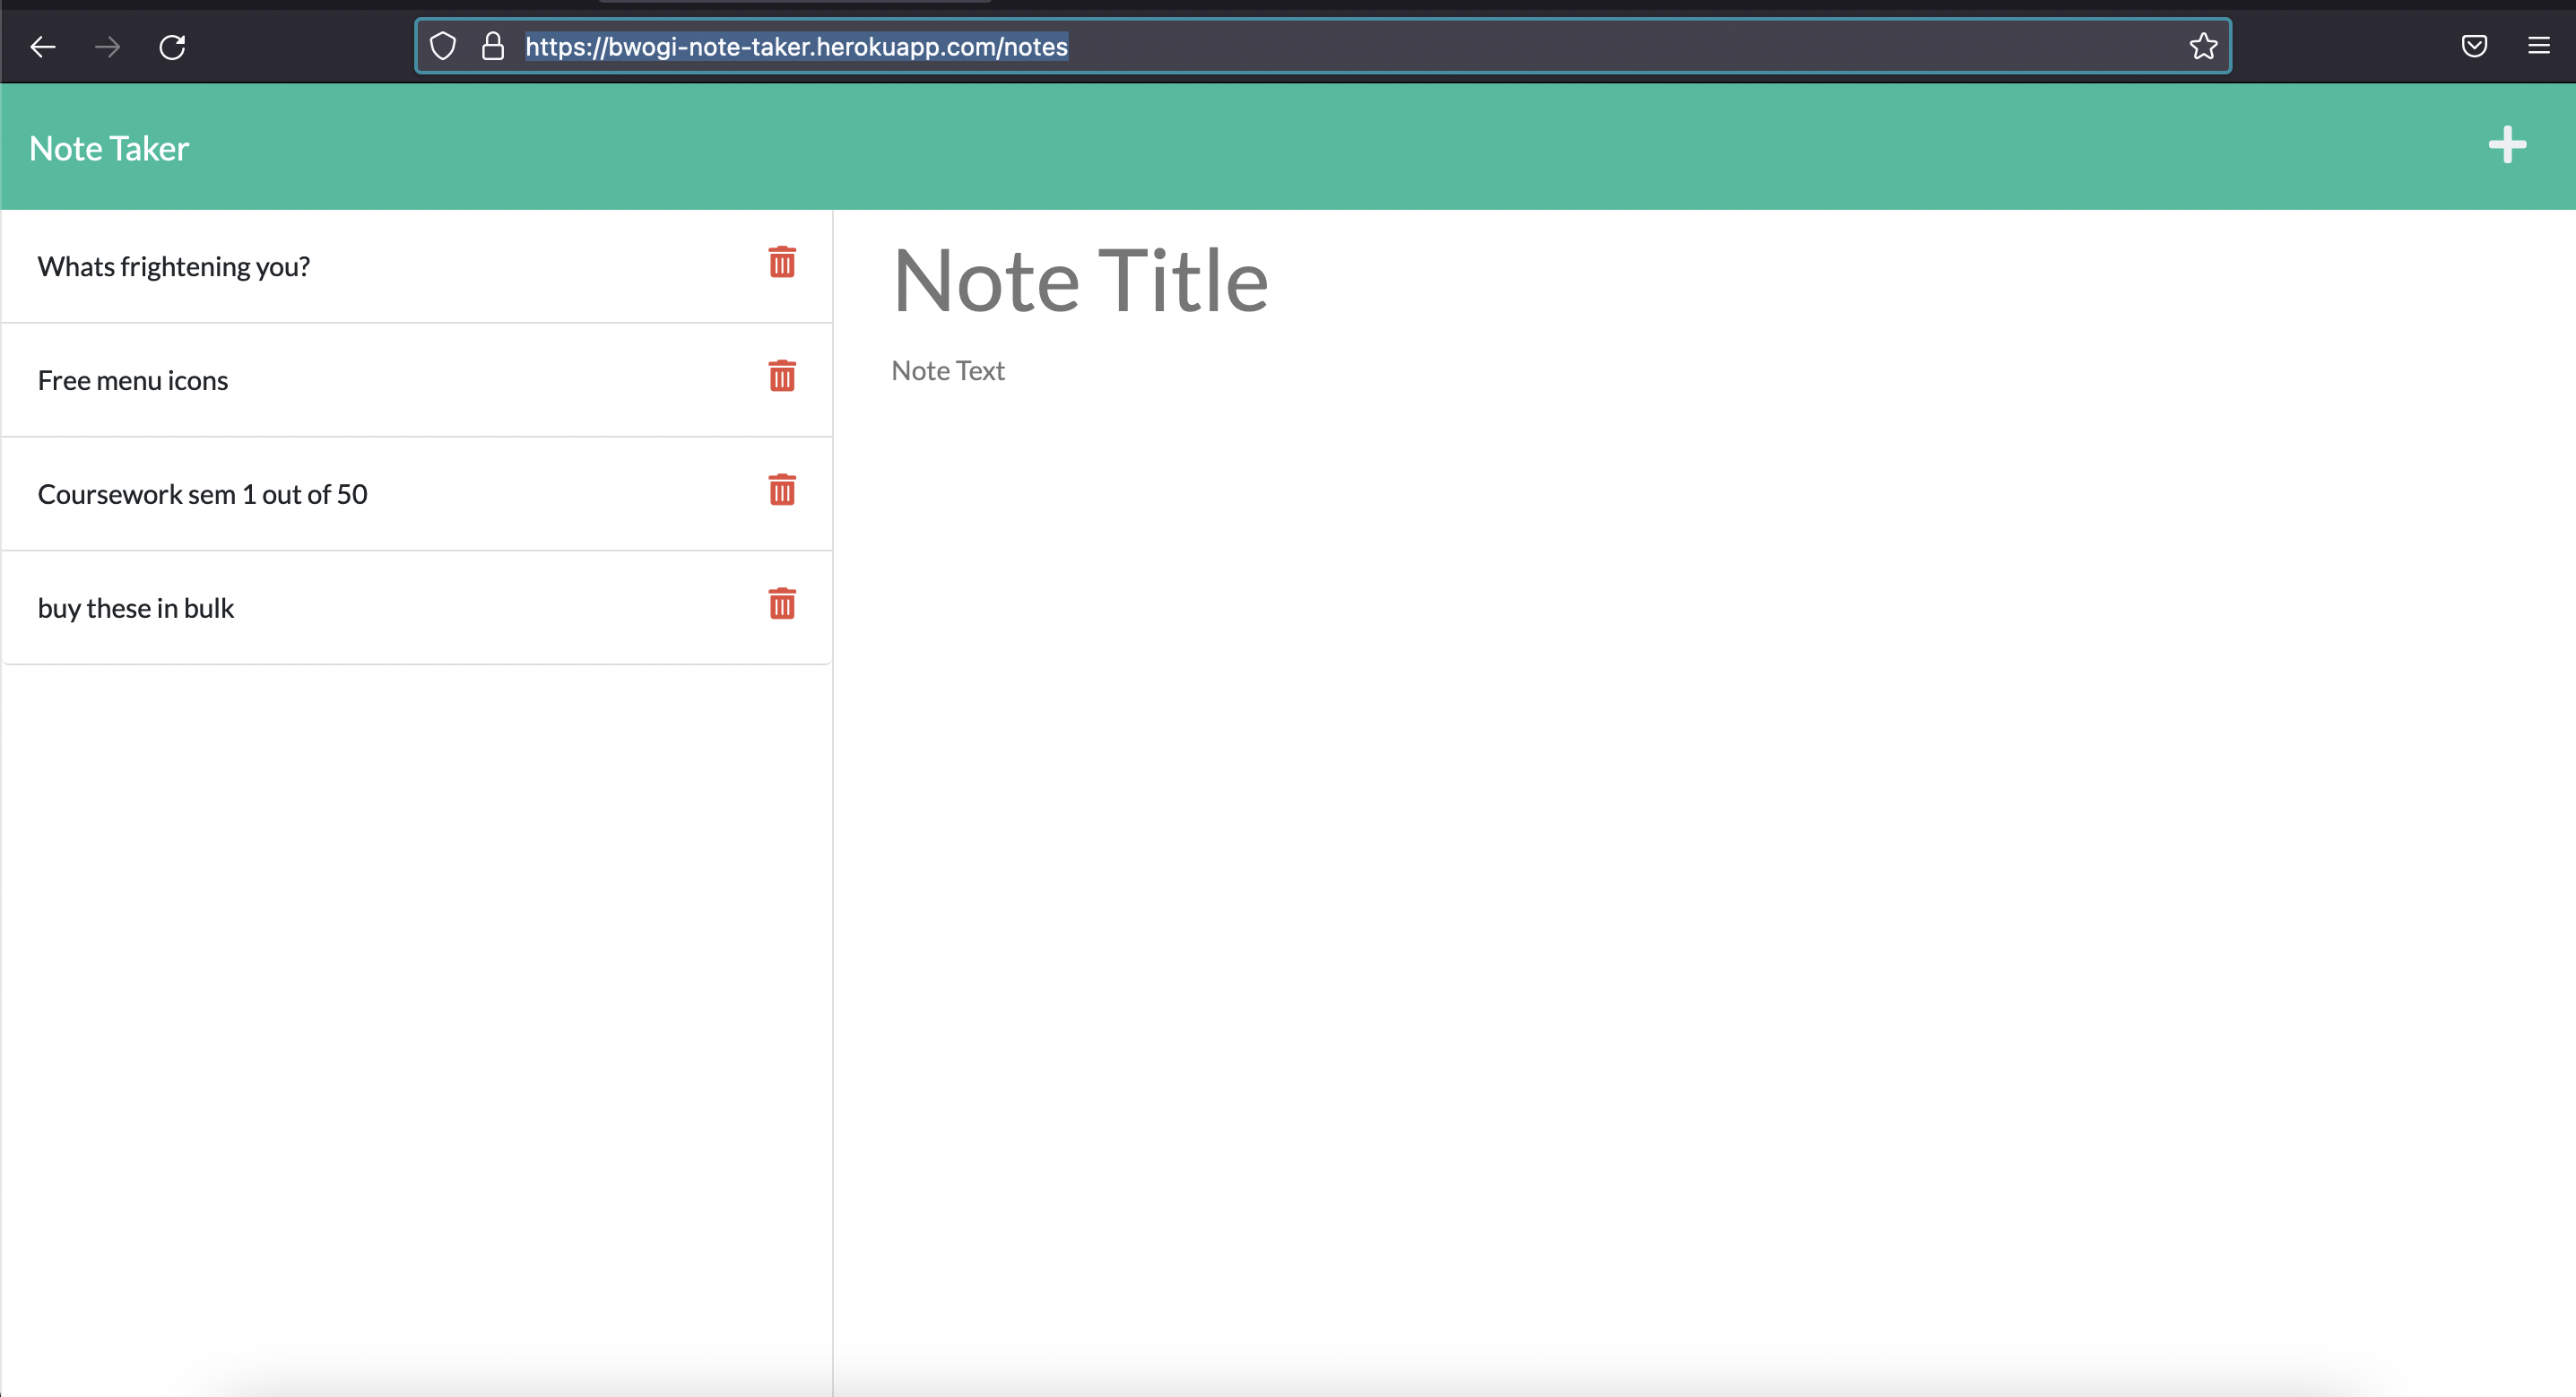 https://bwogi-note-taker.herokuapp.com/notes
Note Taker
Whats frightening you?
Free menu icons
Coursework sem 1 out of 50
buy these in bulk
Note Title
Note Text